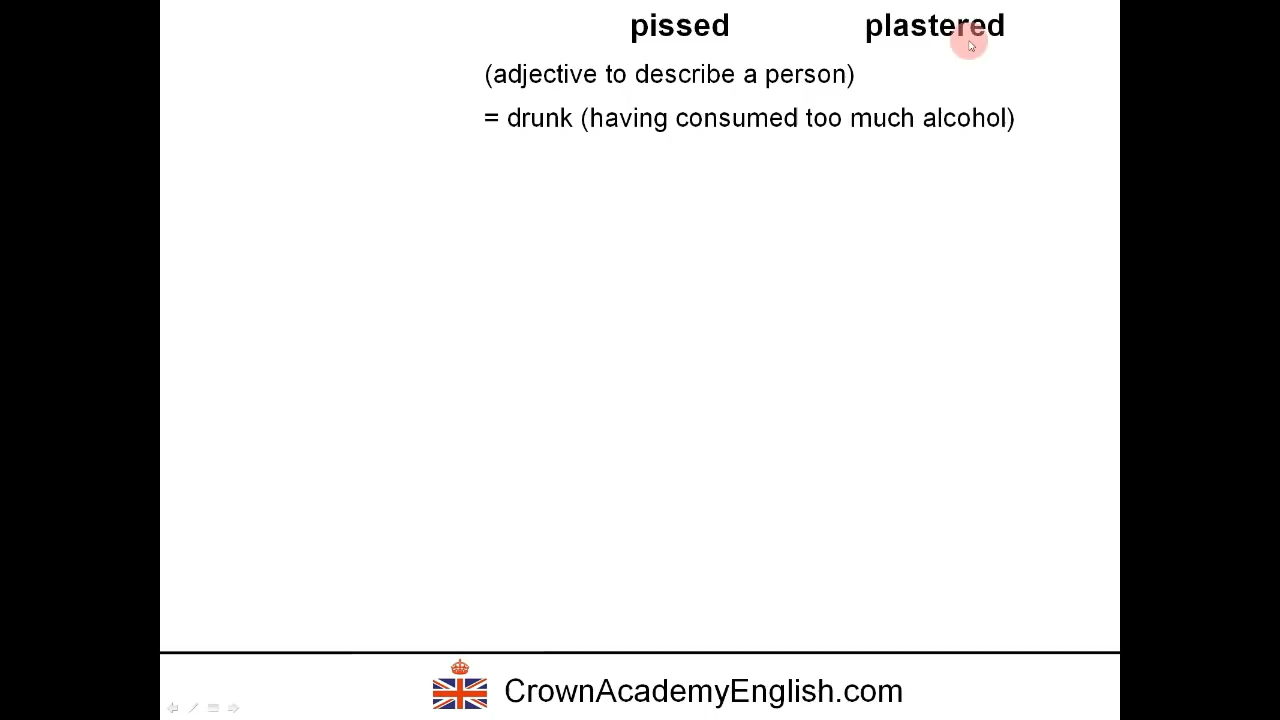 pissed plastered
(adjective to describe a person)
= drunk (having consumed too much alcohol)
CrownAcademyEnglish.com